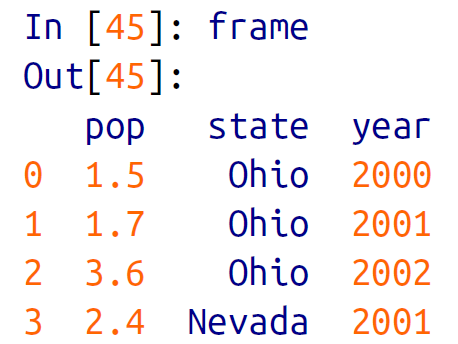 In [45]: frame
Out[45]:
pop state year
0 1.5 Ohio 2000
1 1.7 Ohio 2001
2 3.6 Ohio 2002
3 2.4 Nevada 2001